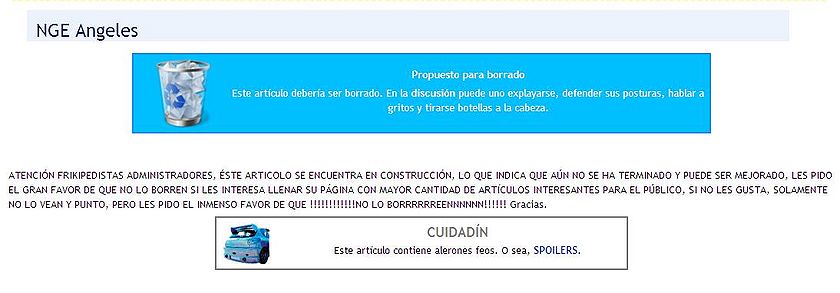 NGE Angeles
Propuesto para borrado
Este artículo debería ser borrado. En la discusión puede uno explayarse, defender sus posturas, hablar a
gritos y tirarse botellas a la cabeza.
ATENCIÓN FRIKIPEDISTAS ADMINISTRADORES, ÉSTE ARTICOLO SE ENCUENTRA EN CONSTRUCCIÓN, LO QUE INDICA QUE AÚN NO SE HA TERMINADO Y PUEDE SER MEJORADO, LES PIDO
EL GRAN FAVOR DE QUE NO LO BORREN SI LES INTERESA LLENAR SU PÁGINA CON MAYOR CANTIDAD DE ARTÍCULOS INTERESANTES PARA EL PÚBLICO, SI NO LES GUSTA, SOLAMENTE
NO LO VEAN Y PUNTO, PERO LES PIDO EL INMENSO FAVOR DE QUE !!!!!!!!!!!!NO LO BORRRRRREENNNNNN!!!!!! Gracias.
CUIDADÍN
Este artículo contiene alerones feos. O sea, SPOILERS.